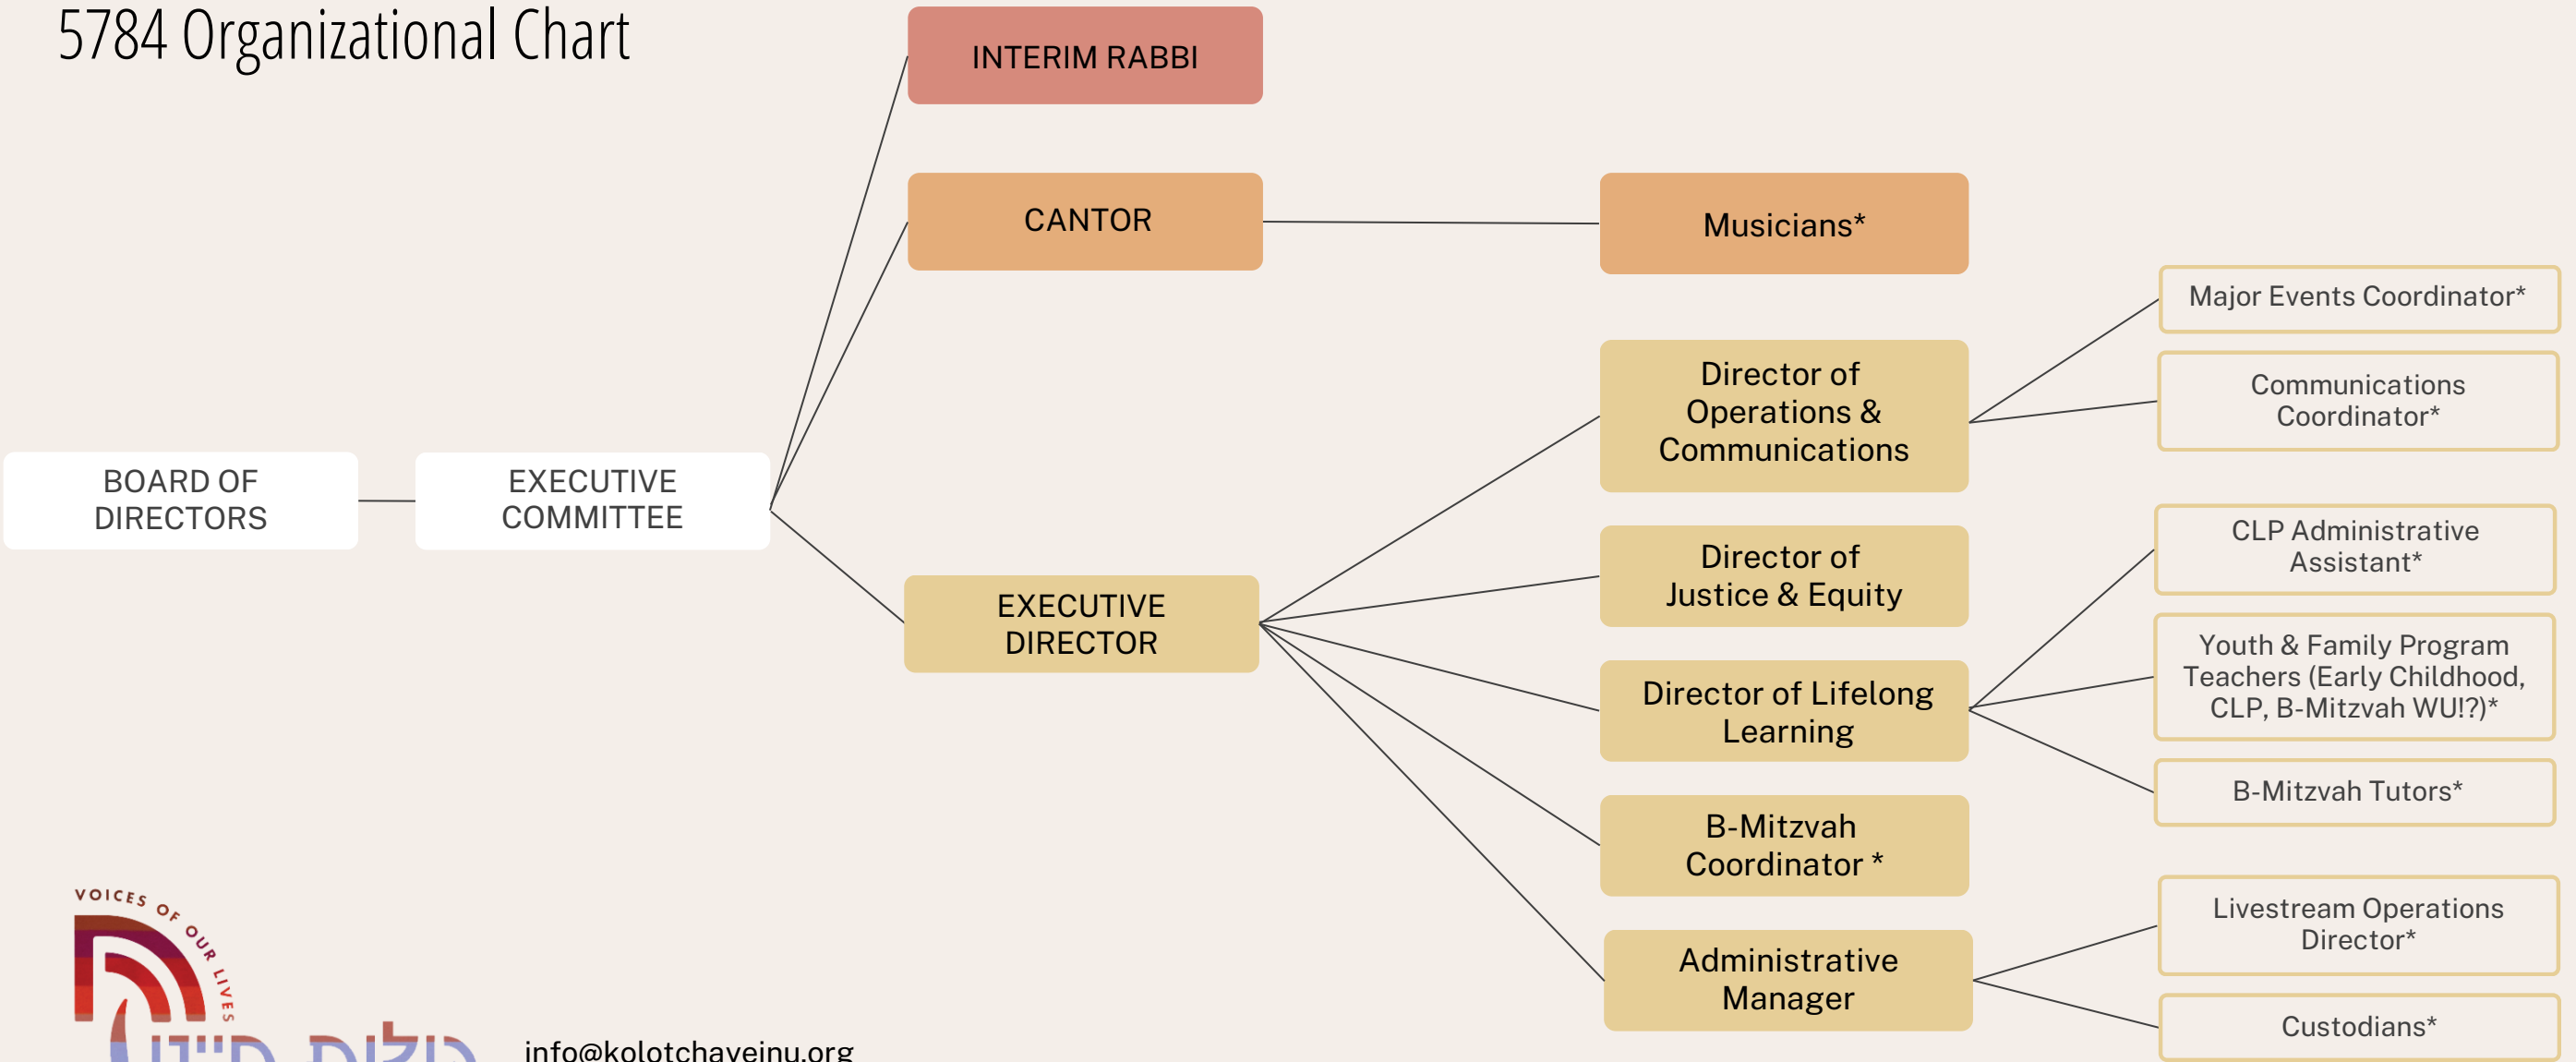 5784 Organizational Chart
INTERIM RABBI
CANTOR
Musicians*
Major Events Coordinator*
Director of
Operations &
Communications
Communications
Coordinator*
BOARD OF
DIRECTORS
EXECUTIVE
COMMITTEE
EXECUTIVE
DIRECTOR
Director of
Justice & Equity
CLP Administrative
Assistant*
Director of Lifelong
Learning
Youth & Family Program
Teachers (Early Childhood,
CLP, B-Mitzvah WU!?)*
B-Mitzvah Tutors*
B-Mitzvah
Coordinator *
Administrative
Manager
Livestream Operations
Director*
Custodians*
VOICES OF OUR LIVES
קולות חיינו
info@kolotchayeinu.org